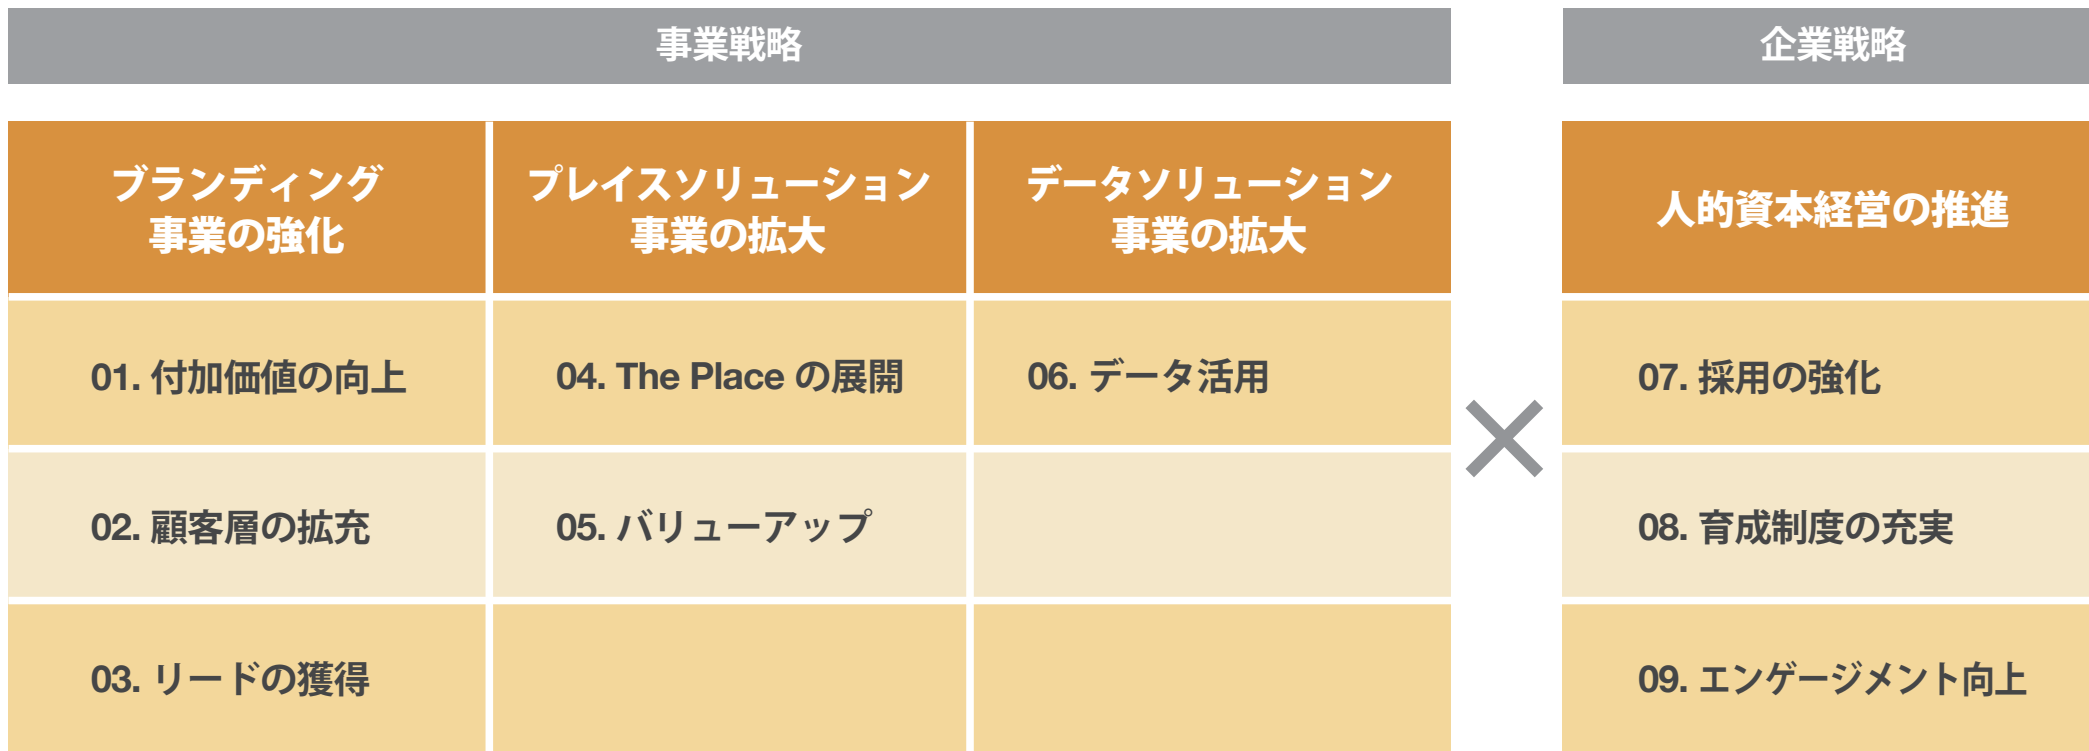 事業戦略
企業戦略
ブランディング
事業の強化
プレイスソリューション
事業の拡大
データソリューション
事業の拡大
人的資本経営の推進
01. 付加価値の向上
04. The Place の展開
06. データ活用
07. 採用の強化
02. 顧客層の拡充
05. バリューアップ
08. 育成制度の充実
03. リードの獲得
09. エンゲージメント向上